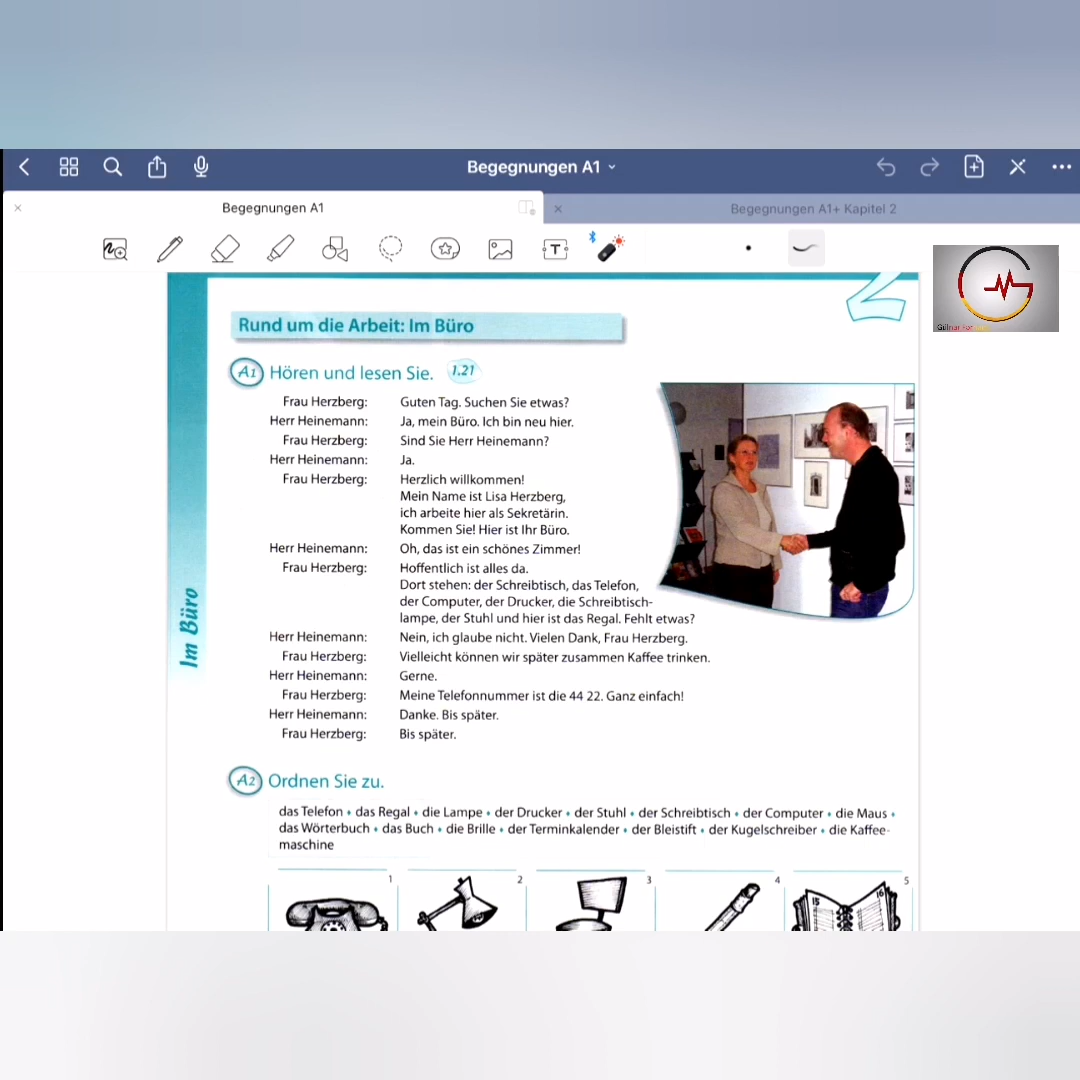 Begegnungen A1
Begegnungen A1
Begegnungen A1+ Kapitel 2
2
Rund um die Arbeit: Im Büro
A1 Hören und lesen Sie. 1.21
Frau Herzberg: Guten Tag. Suchen Sie etwas?
Herr Heinemann: Ja, mein Büro. Ich bin neu hier.
Frau Herzberg: Sind Sie Herr Heinemann?
Herr Heinemann: Ja.
Frau Herzberg: Herzlich willkommen!
Mein Name ist Lisa Herzberg,
ich arbeite hier als Sekretärin.
Kommen Sie! Hier ist Ihr Büro.
Herr Heinemann: Oh, das ist ein schönes Zimmer!
Frau Herzberg: Hoffentlich ist alles da.
Dort stehen: der Schreibtisch, das Telefon,
der Computer, der Drucker, die Schreibtisch-
lampe, der Stuhl und hier ist das Regal. Fehlt etwas?
Herr Heinemann: Nein, ich glaube nicht. Vielen Dank, Frau Herzberg.
Frau Herzberg: Vielleicht können wir später zusammen Kaffee trinken.
Herr Heinemann: Gerne.
Frau Herzberg: Meine Telefonnummer ist die 44 22. Ganz einfach!
Herr Heinemann: Danke. Bis später.
Frau Herzberg: Bis später.
Im Büro
A2 Ordnen Sie zu.
das Telefon • das Regal • die Lampe • der Drucker • der Stuhl • der Schreibtisch • der Computer • die Maus •
das Wörterbuch • das Buch • die Brille • der Terminkalender • der Bleistift • der Kugelschreiber • die Kaffee-
maschine
1 2 3 4 5
15 16